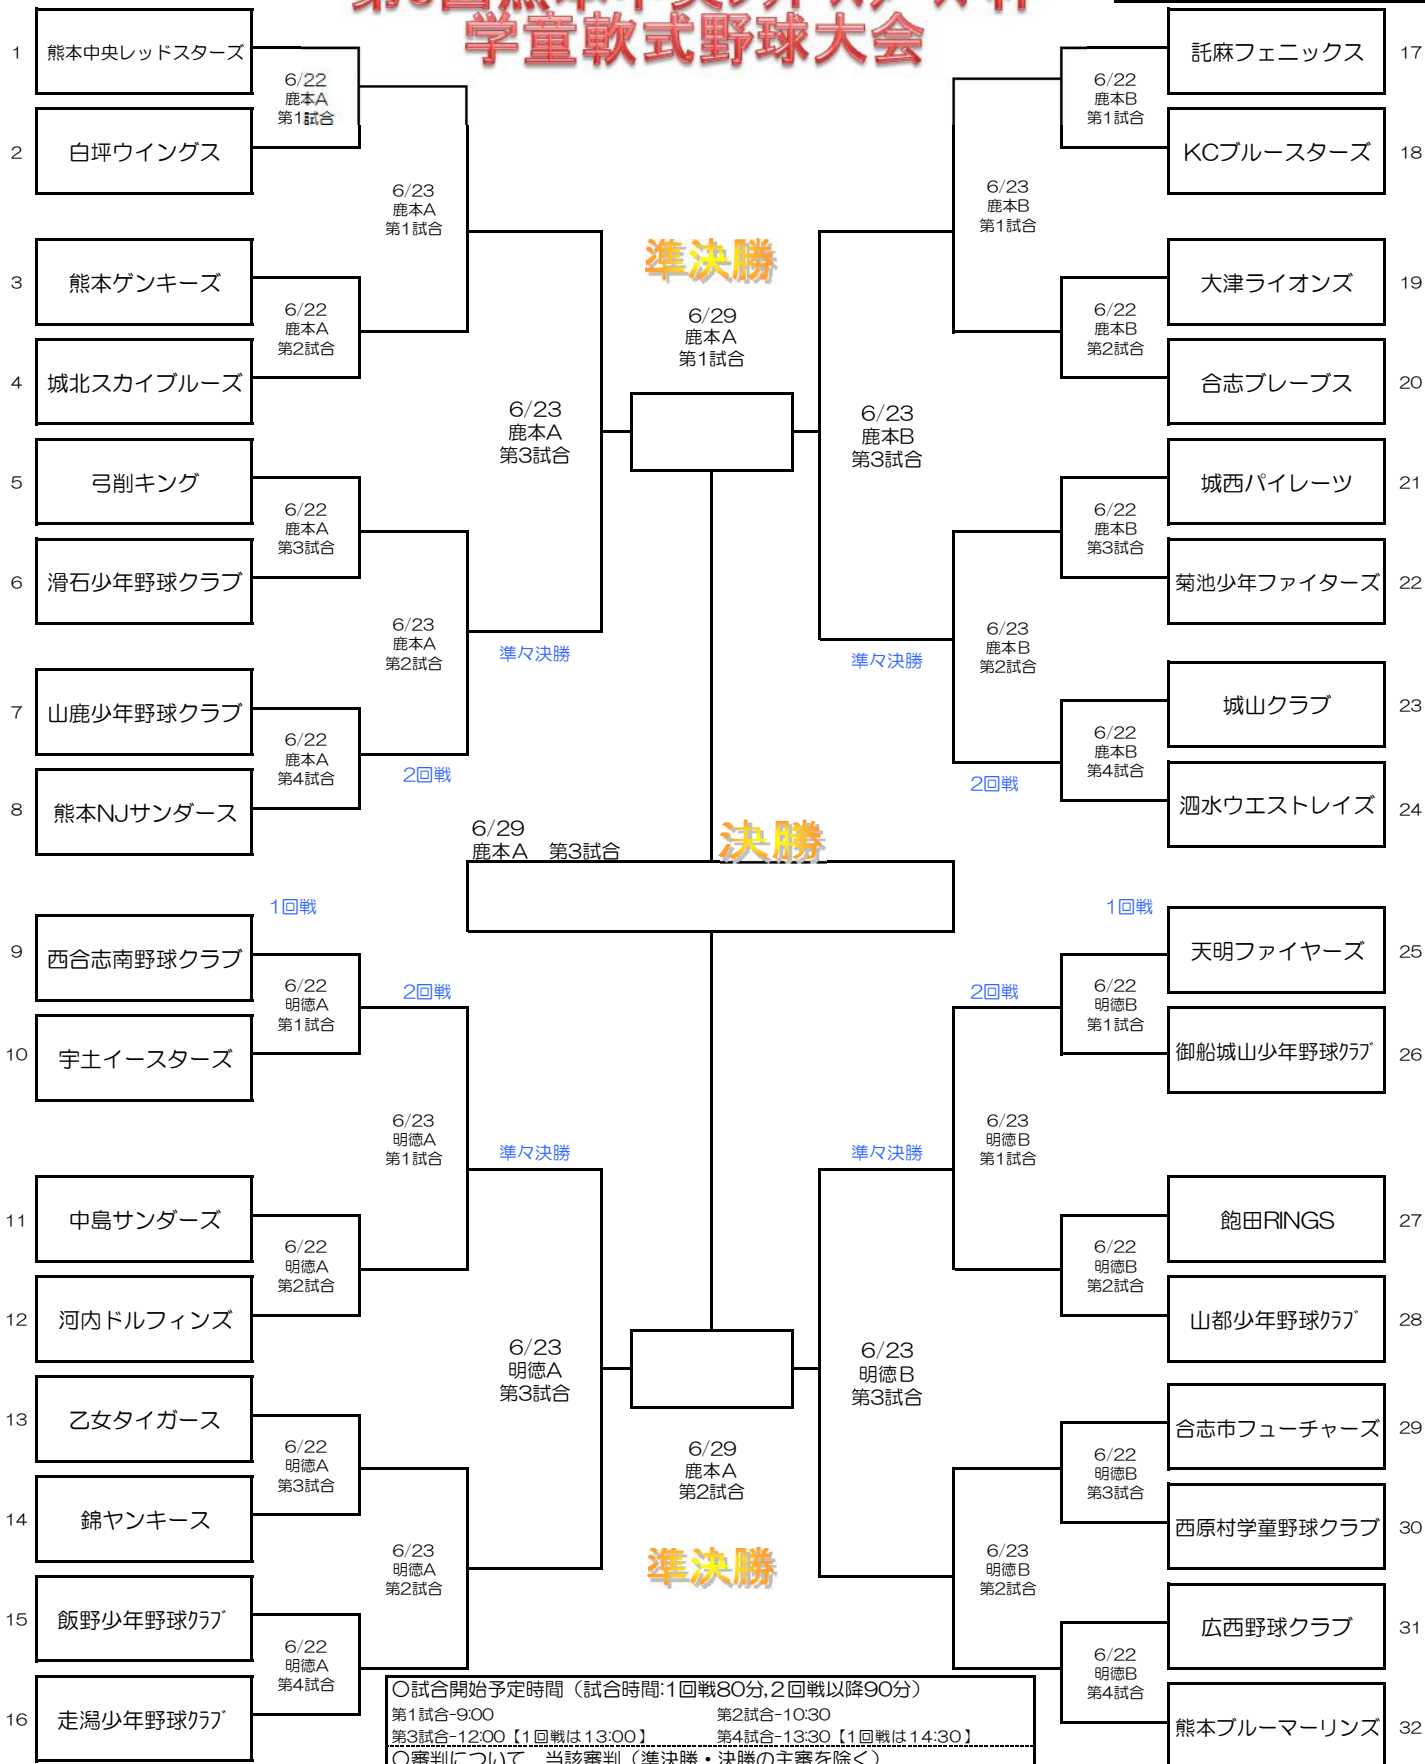 学童軟式野球大会
1 熊本中央レッドスターズ
6/22
鹿本A
第1試合
2 白坪ウイングス
6/23
鹿本A
第1試合
3 熊本ゲンキーズ
6/22
鹿本A
第2試合
4 城北スカイブルーズ
6/23
鹿本A
第3試合
5 弓削キング
6/22
鹿本A
第3試合
6 滑石少年野球クラブ
6/23
鹿本A
第2試合
準々決勝
7 山鹿少年野球クラブ
6/22
鹿本A
第4試合
2回戦
8 熊本NJサンダース
準決勝
6/29
鹿本A
第1試合
託麻フェニックス 17
6/22
鹿本B
第1試合
KCブルースターズ 18
6/23
鹿本B
第1試合
大津ライオンズ 19
6/22
鹿本B
第2試合
合志ブレーブス 20
6/23
鹿本B
第3試合
城西パイレーツ 21
6/22
鹿本B
第3試合
菊池少年ファイターズ 22
6/23
鹿本B
第2試合
準々決勝
城山クラブ 23
6/22
鹿本B
第4試合
2回戦
泗水ウエストレイズ 24
6/29
鹿本A 第3試合
決勝
1回戦
9 西合志南野球クラブ
6/22
明徳A
第1試合
2回戦
10 宇土イースターズ
6/23
明徳A
第1試合
準々決勝
11 中島サンダーズ
6/22
明徳A
第2試合
12 河内ドルフィンズ
6/23
明徳A
第3試合
13 乙女タイガース
6/22
明徳A
第3試合
14 錦ヤンキース
6/23
明徳A
第2試合
15 飯野少年野球ｸﾗﾌﾞ
6/22
明徳A
第4試合
16 走潟少年野球ｸﾗﾌﾞ
1回戦
天明ファイヤーズ 25
2回戦
6/22
明徳B
第1試合
御船城山少年野球ｸﾗﾌﾞ 26
6/23
明徳B
第1試合
準々決勝
飽田RINGS 27
6/22
明徳B
第2試合
山都少年野球ｸﾗﾌﾞ 28
6/23
明徳B
第3試合
合志市フューチャーズ 29
6/22
明徳B
第3試合
西原村学童野球クラブ 30
6/23
明徳B
第2試合
広西野球クラブ 31
6/22
明徳B
第4試合
熊本ブルーマーリンズ 32
6/29
鹿本A
第2試合
準決勝
○試合開始予定時間（試合時間:1回戦80分,2回戦以降90分）
第1試合-9:00 第2試合-10:30
第3試合-12:00【1回戦は13:00】 第4試合-13:30【1回戦は14:30】
○審判について 当該審判（準決勝・決勝の主審を除く）